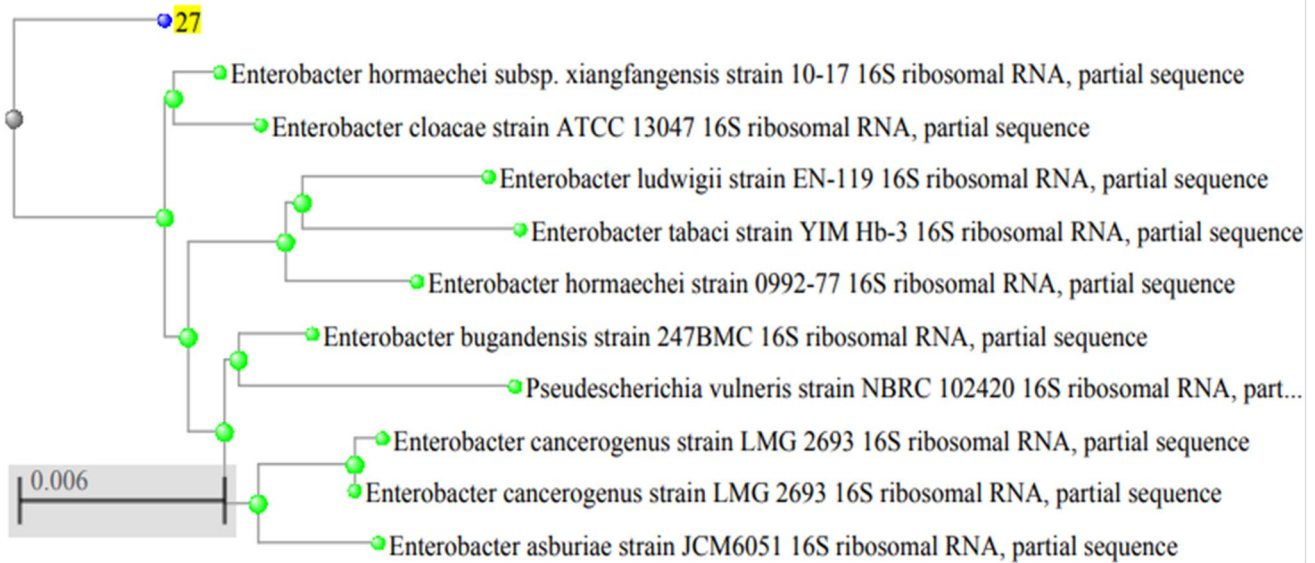 27
Enterobacter hormaechei subsp. xiangfangensis strain 10-17 16S ribosomal RNA, partial sequence
Enterobacter cloacae strain ATCC 13047 16S ribosomal RNA, partial sequence
Enterobacter ludwigii strain EN-119 16S ribosomal RNA, partial sequence
Enterobacter tabaci strain YIM Hb-3 16S ribosomal RNA, partial sequence
Enterobacter hormaechei strain 0992-77 16S ribosomal RNA, partial sequence
Enterobacter bugandensis strain 247BMC 16S ribosomal RNA, partial sequence
Pseudescherichia vulneris strain NBRC 102420 16S ribosomal RNA, part...
Enterobacter cancerogenus strain LMG 2693 16S ribosomal RNA, partial sequence
0.006
Enterobacter cancerogenus strain LMG 2693 16S ribosomal RNA, partial sequence
Enterobacter asburiae strain JCM6051 16S ribosomal RNA, partial sequence